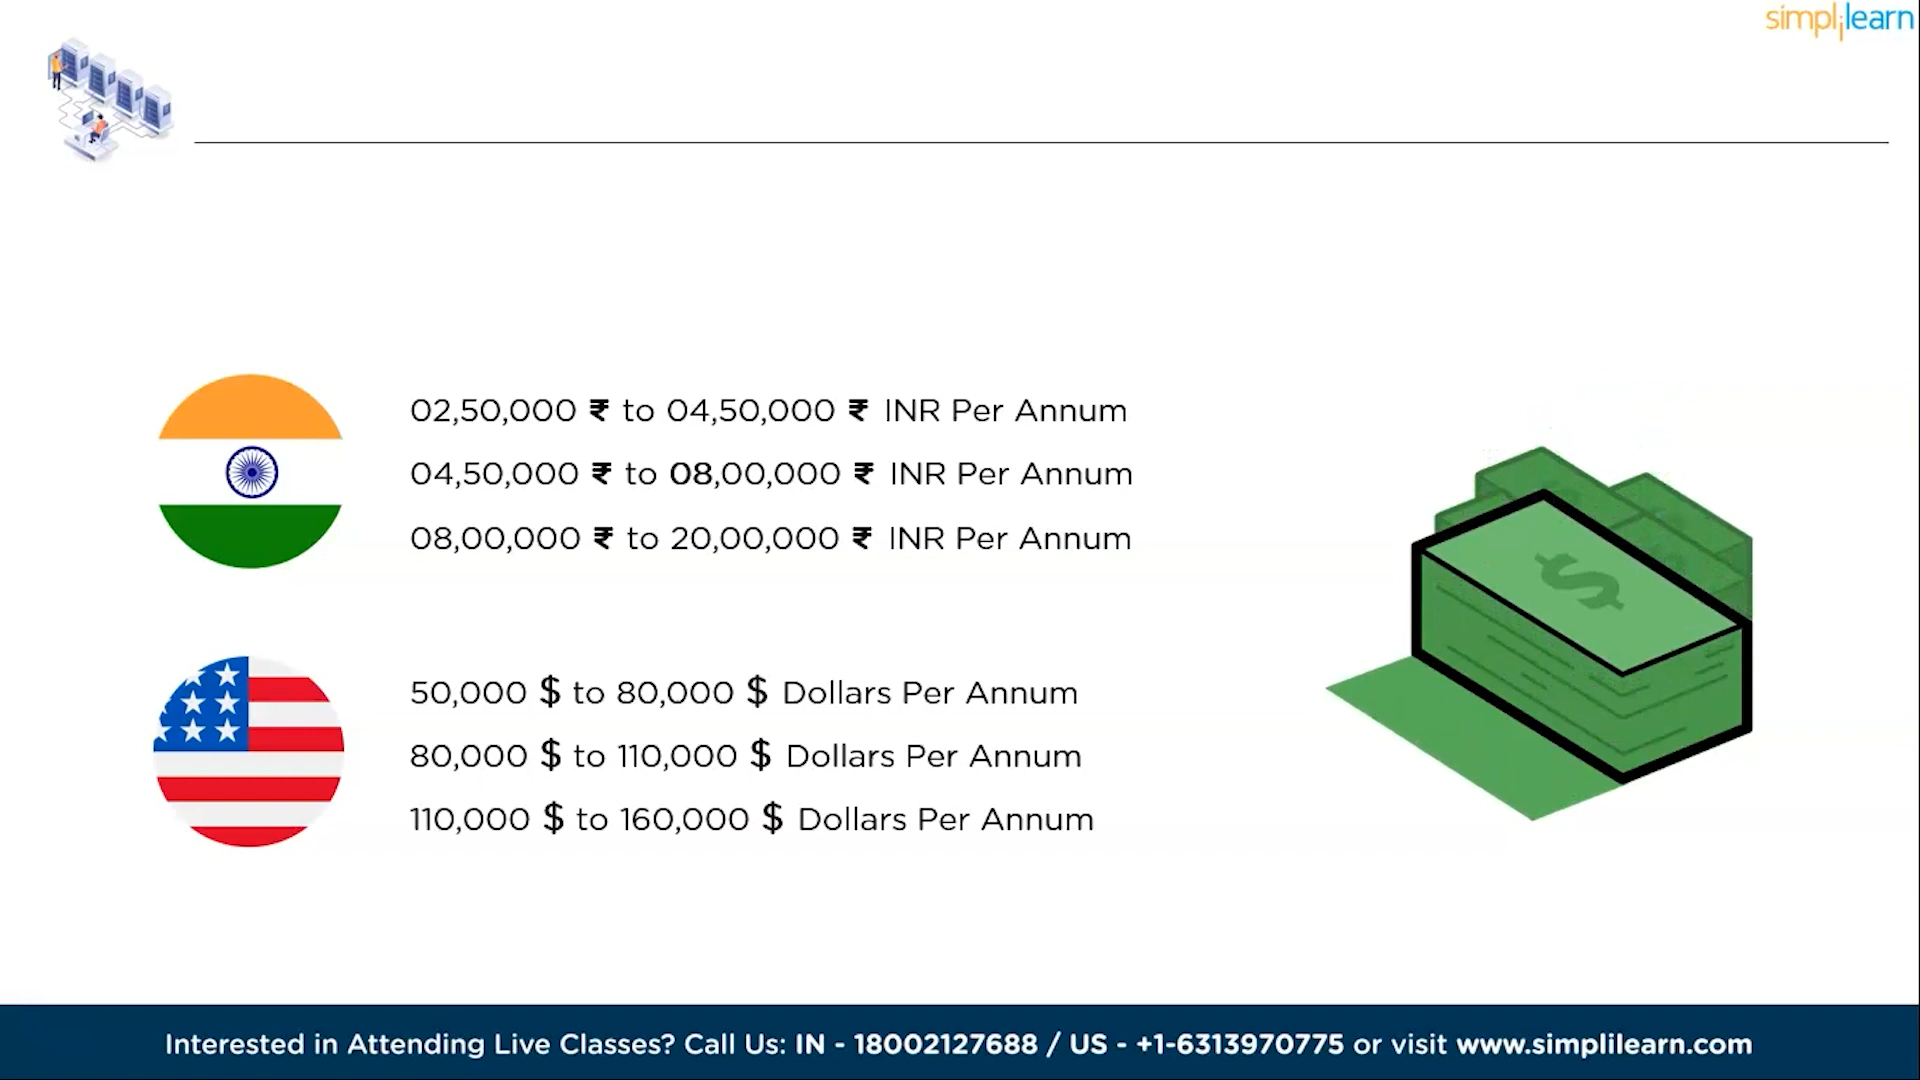 simplilearn
02,50,000 ₹ to 04,50,000 ₹ INR Per Annum
04,50,000 ₹ to 08,00,000 ₹ INR Per Annum
08,00,000 ₹ to 20,00,000 ₹ INR Per Annum
50,000 $ to 80,000 $ Dollars Per Annum
80,000 $ to 110,000 $ Dollars Per Annum
110,000 $ to 160,000 $ Dollars Per Annum
$
Interested in Attending Live Classes? Call Us: IN - 18002127688 / US - +1-6313970775 or visit www.simplilearn.com